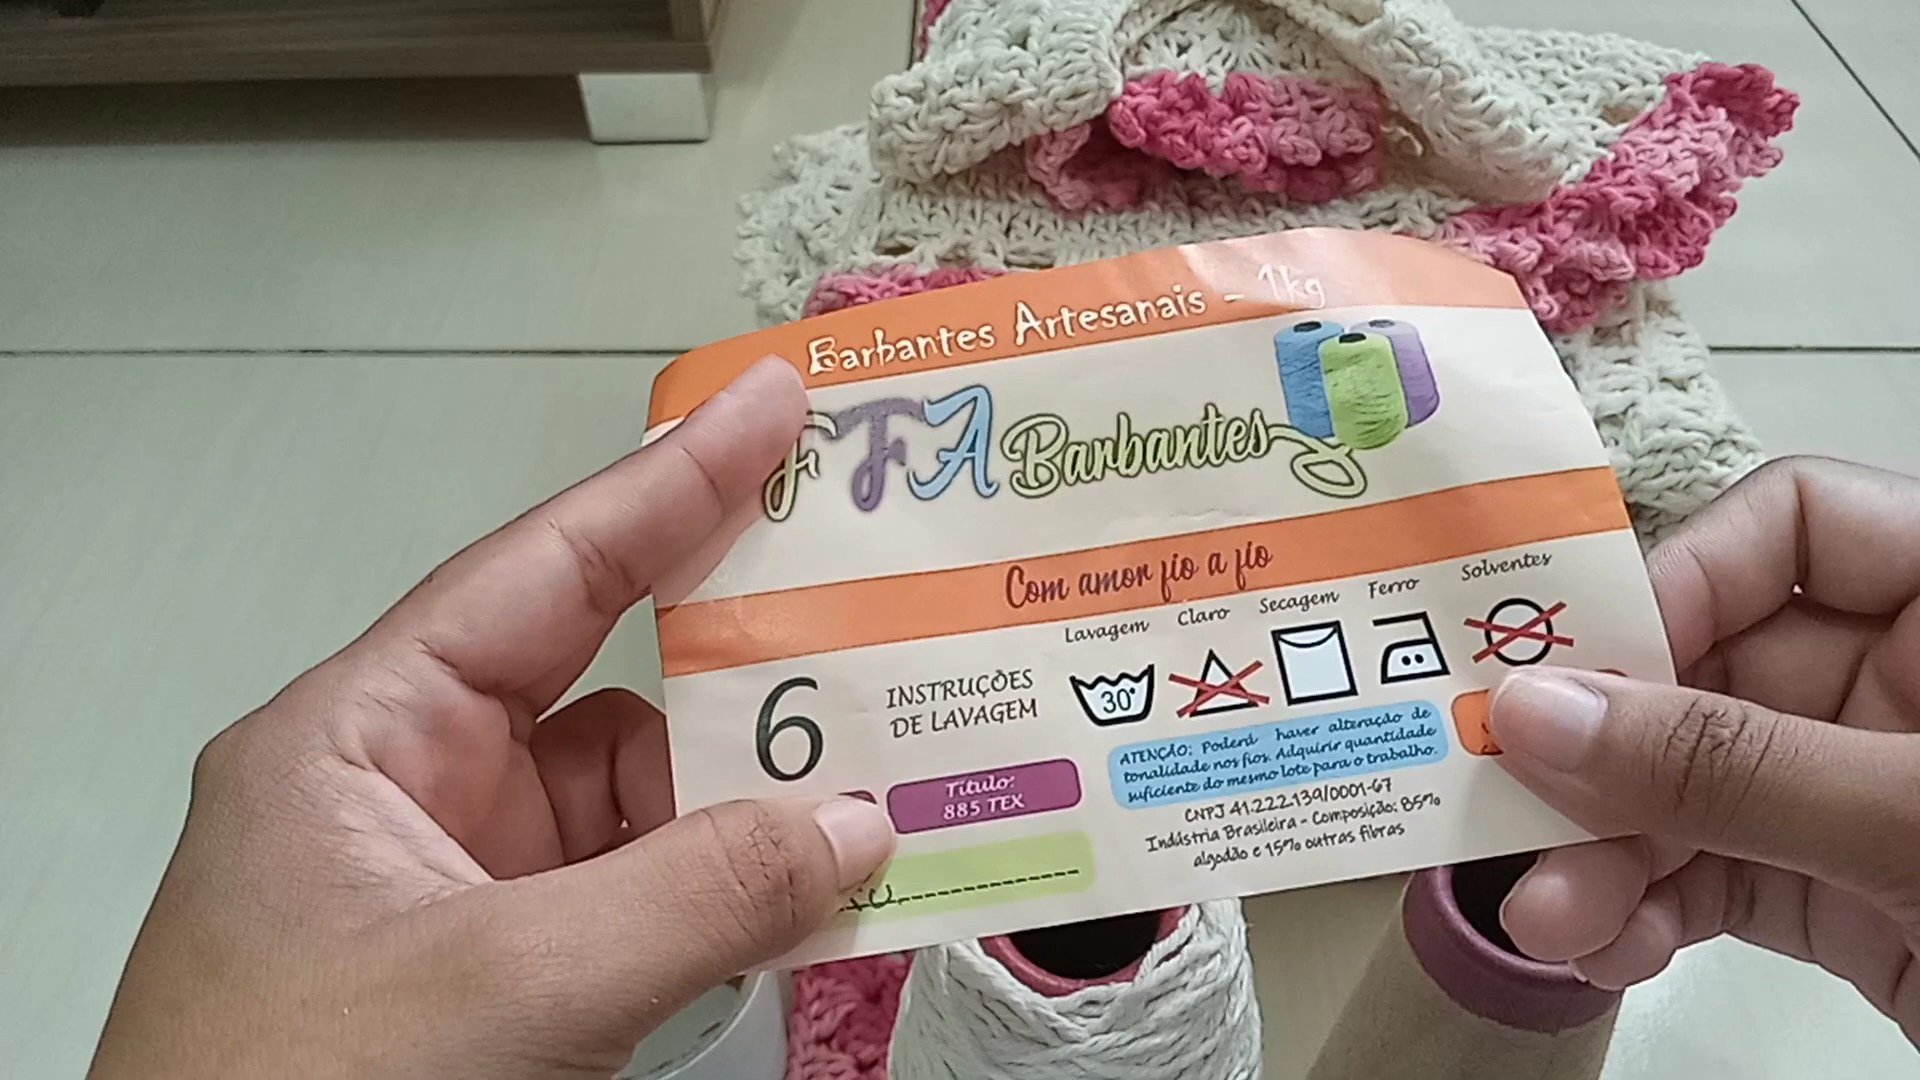 Barbantes Artesanais - 1kg
FTA Barbantes
Com amor fio a fio
Lavagem Claro Secagem Ferro Solventes
6
INSTRUÇÕES
DE LAVAGEM
30°
Título:
885 TEX
ATENÇÃO: Poderá haver alteração de
tonalidade nos fios. Adquirir quantidade
suficiente do mesmo lote para o trabalho.
CNPJ 41.222.139/0001-67
Indústria Brasileira - Composição: 85%
algodão e 15% outras fibras